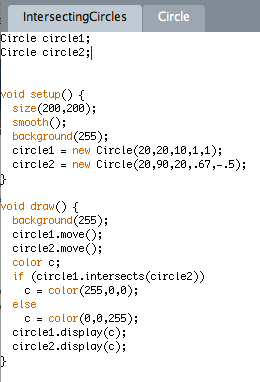 IntersectingCircles Circle
Circle circle1;
Circle circle2;
void setup() {
  size(200,200);
  smooth();
  background(255);
  circle1 = new Circle(20,20,10,1,1);
  circle2 = new Circle(20,90,20,.67,-.5);
}
void draw() {
  background(255);
  circle1.move();
  circle2.move();
  color c;
  if (circle1.intersects(circle2))
    c = color(255,0,0);
  else
    c = color(0,0,255);
  circle1.display(c);
  circle2.display(c);
}